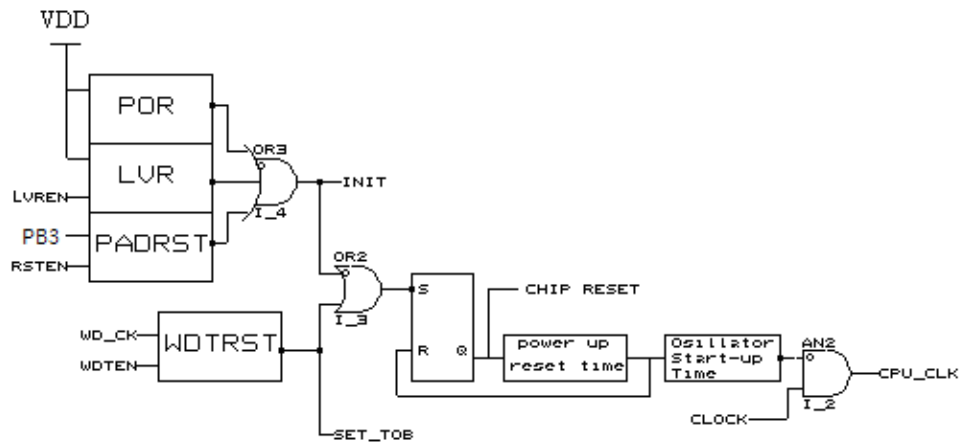 VDD
POR
OR3
LVR
INIT
LVREN
I_4
PB3
PADRST
RSTEN
OR2
S
CHIP RESET
I_3
WD_CK
WDTRST
WDTEN
R
Q
power up
reset time
Osillator
Start-up
Time
AN2
CPU_CLK
I_2
CLOCK
SET_TOB